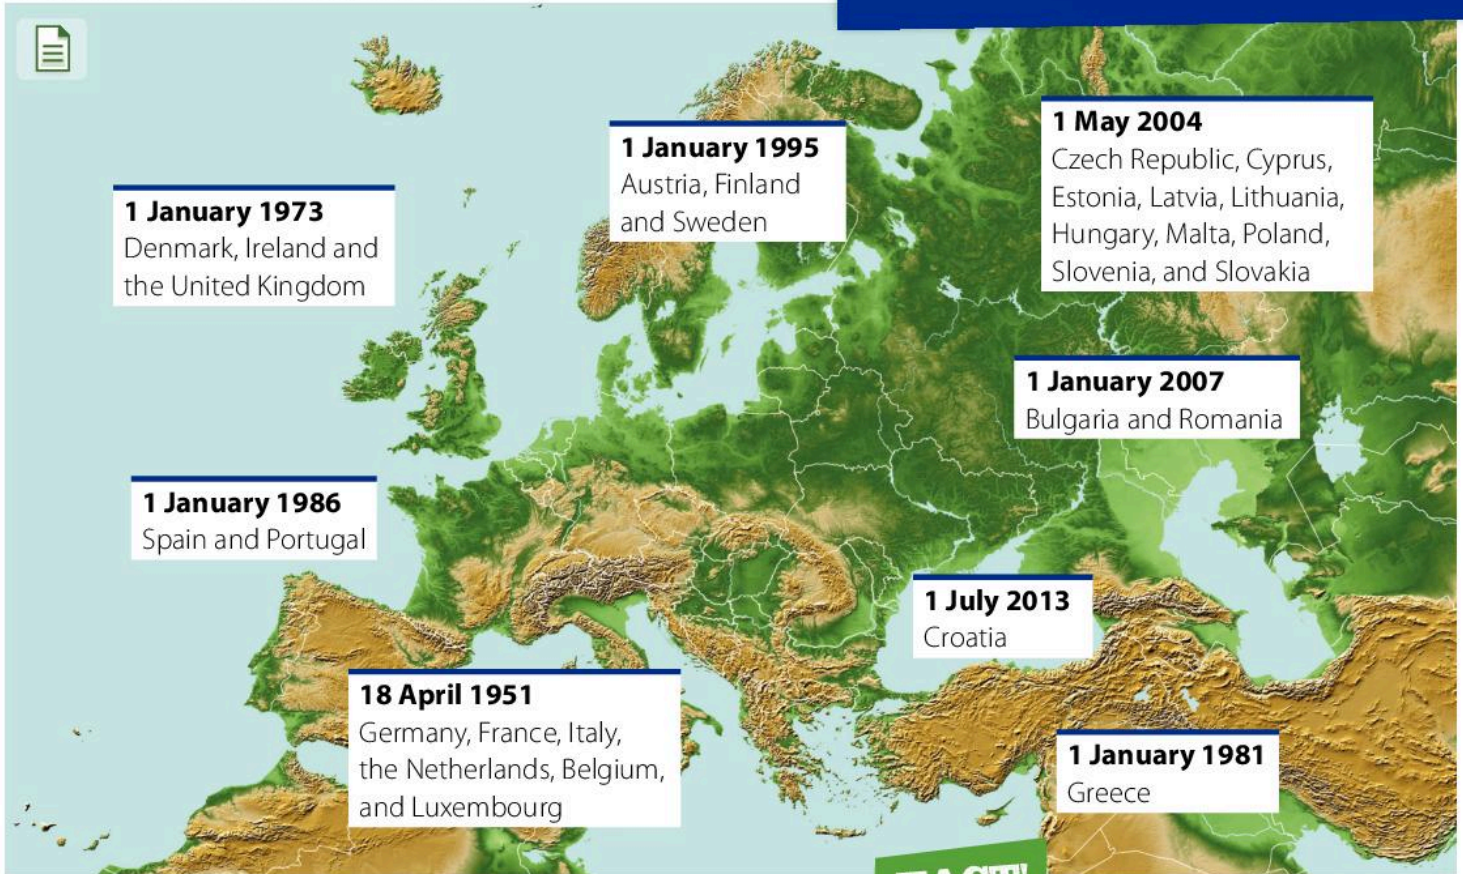 1 January 1995
Austria, Finland
and Sweden
1 May 2004
Czech Republic, Cyprus,
Estonia, Latvia, Lithuania,
Hungary, Malta, Poland,
Slovenia, and Slovakia
1 January 1973
Denmark, Ireland and
the United Kingdom
1 January 2007
Bulgaria and Romania
1 January 1986
Spain and Portugal
1 July 2013
Croatia
18 April 1951
Germany, France, Italy,
the Netherlands, Belgium,
and Luxembourg
1 January 1981
Greece